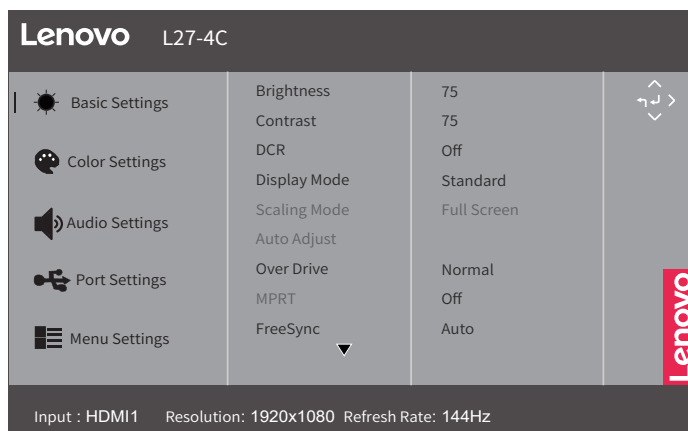 Lenovo L27-4C
Basic Settings
Color Settings
Audio Settings
Port Settings
Menu Settings
Brightness 75
Contrast 75
DCR Off
Display Mode Standard
Scaling Mode Full Screen
Auto Adjust
Over Drive Normal
MPRT Off
FreeSync Auto
Lenovo
Input : HDMI1 Resolution: 1920x1080 Refresh Rate: 144Hz